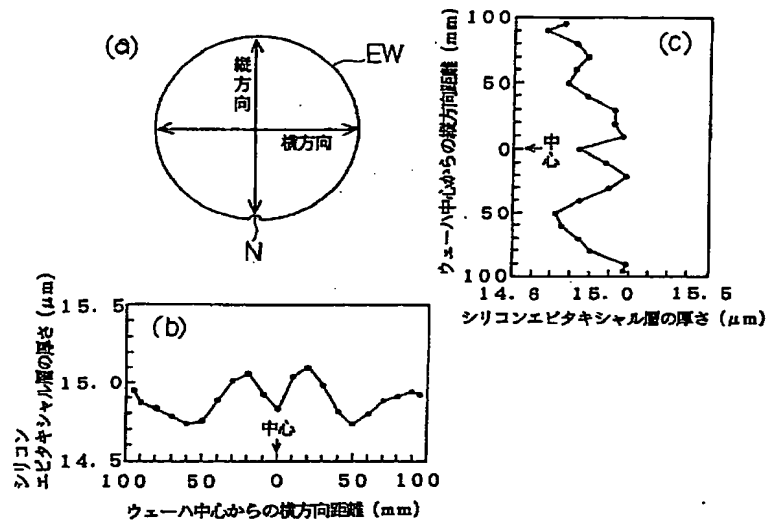 (a)
EW
縦方向
横方向
N
(c)
ウェーハ中心からの縦方向距離 (mm)
100
50
0
50
100
中心
14.8 15.0 15.5
シリコンエピタキシャル層の厚さ (μm)
(b)
シリコン
エピタキシャル層の厚さ (μm)
15.5
15.0
14.5
中心
100 50 0 50 100
ウェーハ中心からの横方向距離 (mm)